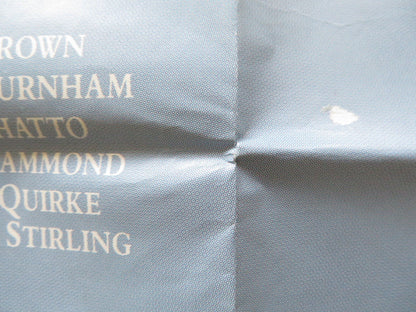 ROWN
URNHAM
HATTO
AMMOND
QUIRKE
STIRLING